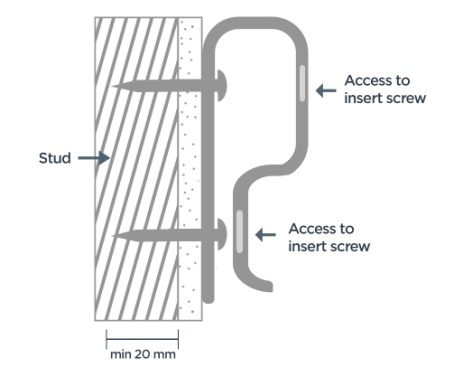 Access to
insert screw
Stud
Access to
insert screw
min 20 mm